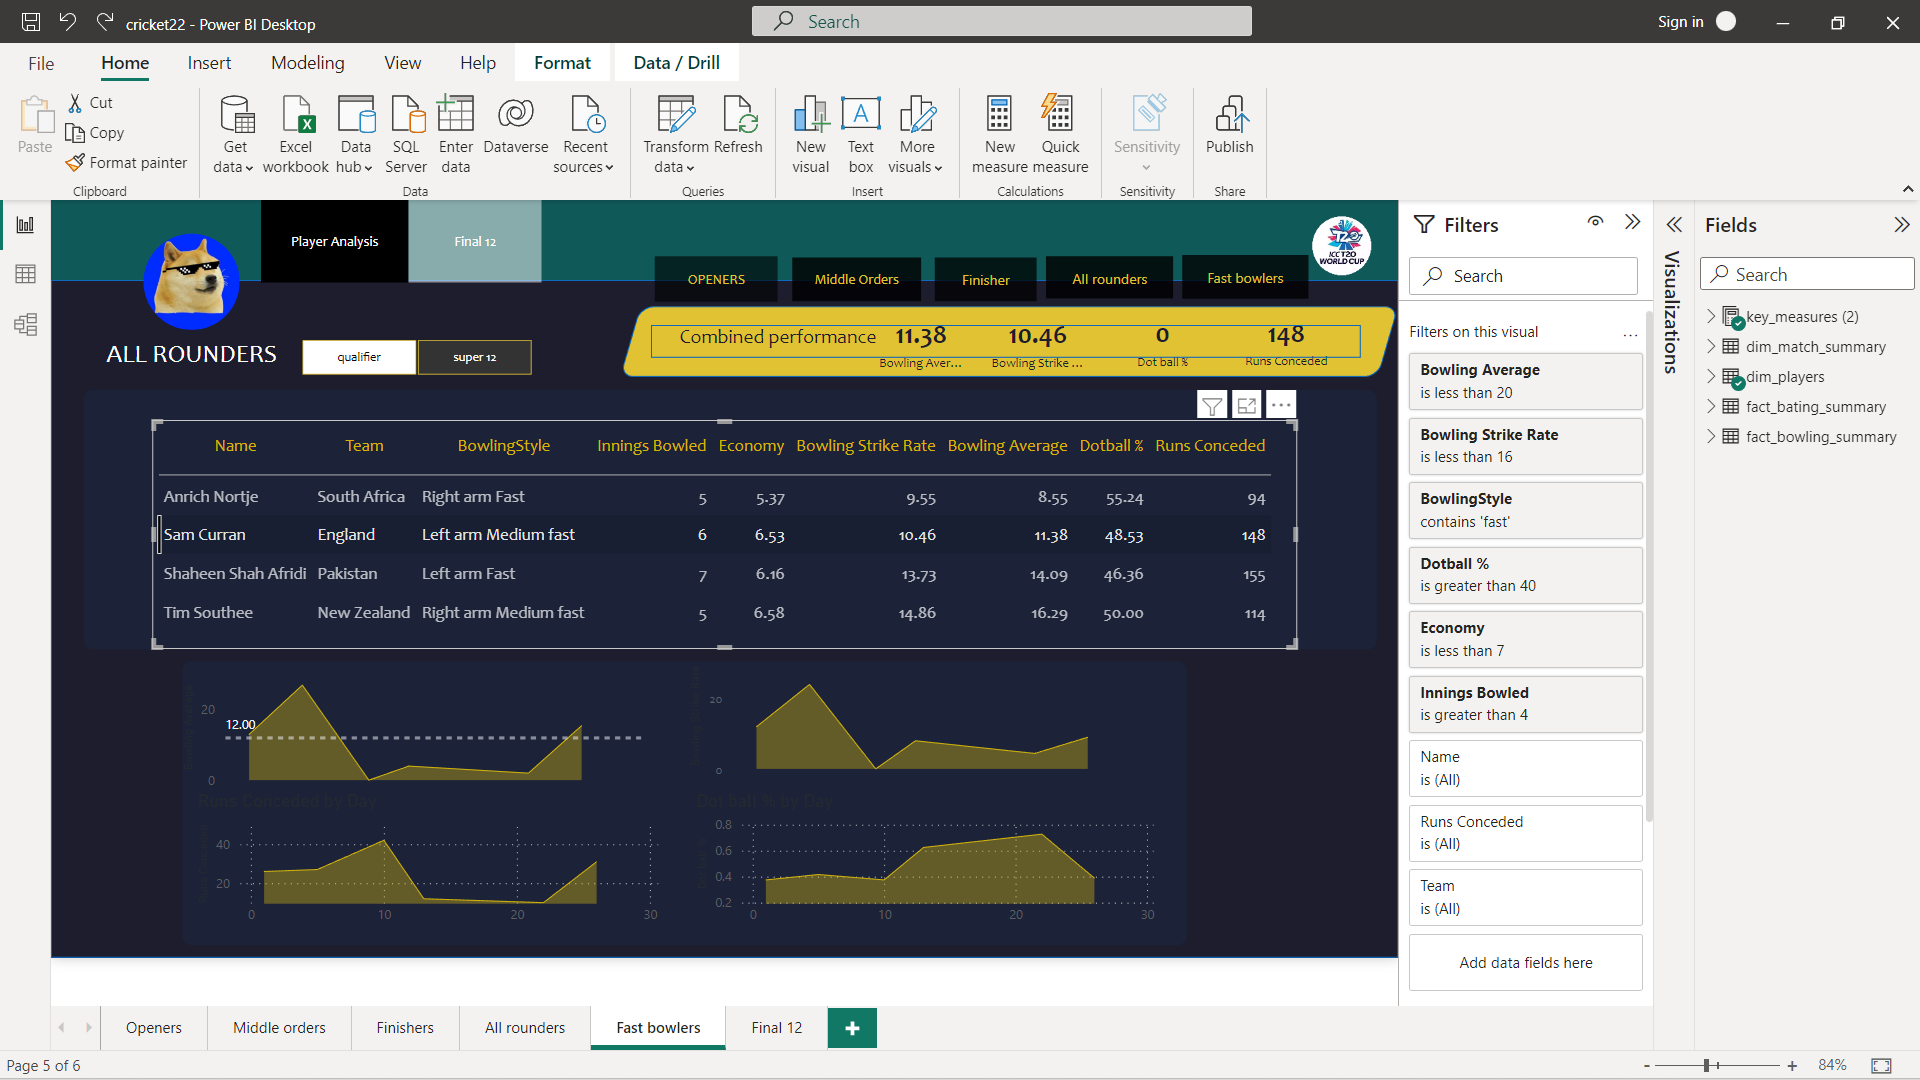 cricket22 - Power BI Desktop
Search
Sign in
File Home Insert Modeling View Help Format Data / Drill
Paste
Cut
Copy
Format painter
Clipboard
Get data
Excel workbook
Data hub
SQL Server
Enter data
Dataverse
Recent sources
Data
Transform data
Refresh
Queries
New visual
Text box
More visuals
Insert
New measure
Quick measure
Calculations
Sensitivity
Sensitivity
Publish
Share
Player Analysis
Final 12
ICC T20
WORLD CUP
OPENERS
Middle Orders
Finisher
All rounders
Fast bowlers
ALL ROUNDERS
qualifier
super 12
Combined performance
11.38
Bowling Aver...
10.46
Bowling Strike ...
0
Dot ball %
148
Runs Conceded
Name Team BowlingStyle Innings Bowled Economy Bowling Strike Rate Bowling Average Dotball % Runs Conceded
Anrich Nortje South Africa Right arm Fast 5 5.37 9.55 8.55 55.24 94
Sam Curran England Left arm Medium fast 6 6.53 10.46 11.38 48.53 148
Shaheen Shah Afridi Pakistan Left arm Fast 7 6.16 13.73 14.09 46.36 155
Tim Southee New Zealand Right arm Medium fast 5 6.58 14.86 16.29 50.00 114
20
12.00
0
20
0
Runs Conceded by Day
40
20
0 10 20 30
Dot ball % by Day
0.8
0.6
0.4
0.2
0 10 20 30
Filters
Search
Filters on this visual
...
Bowling Average
is less than 20
Bowling Strike Rate
is less than 16
BowlingStyle
contains 'fast'
Dotball %
is greater than 40
Economy
is less than 7
Innings Bowled
is greater than 4
Name
is (All)
Runs Conceded
is (All)
Team
is (All)
Add data fields here
Visualizations
Fields
Search
key_measures (2)
dim_match_summary
dim_players
fact_bating_summary
fact_bowling_summary
Openers Middle orders Finishers All rounders Fast bowlers Final 12 +
Page 5 of 6
- + 84%